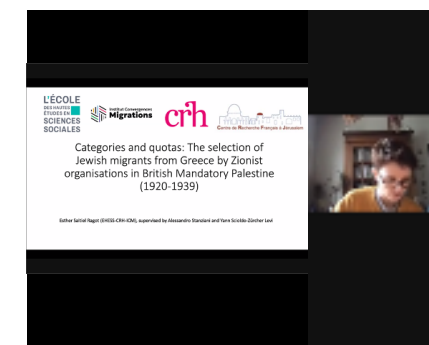 L'ÉCOLE
DES HAUTES
ÉTUDES EN
SCIENCES
SOCIALES
Institut Convergences
Migrations
crh
Centre de Recherche Français à Jérusalem
Categories and quotas: The selection of
Jewish migrants from Greece by Zionist
organisations in British Mandatory Palestine
(1920-1939)
Esther Saltiel Ragot (EHESS-CRH-ICM), supervised by Alessandro Stanziani and Yann Scioldo-Zürcher Levi